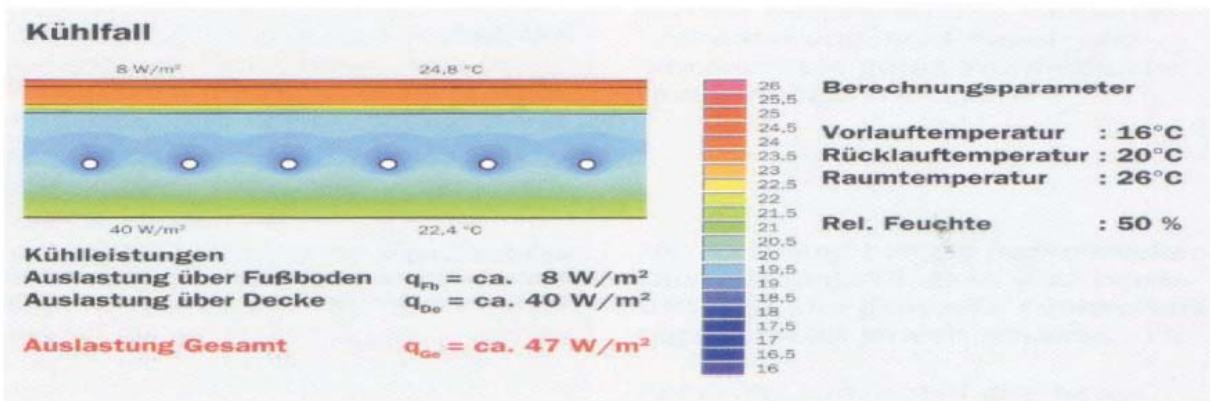 Kühlfall
8 W/m² 24,8 °C
40 W/m² 22,4 °C
Kühlleistungen
Auslastung über Fußboden q_Fb = ca. 8 W/m²
Auslastung über Decke q_De = ca. 40 W/m²
Auslastung Gesamt q_Ge = ca. 47 W/m²
26
25,5
25
24,5
24
23,5
23
22,5
22
21,5
21
20,5
20
19,5
19
18,5
18
17,5
17
16,5
16
Berechnungsparameter
Vorlauftemperatur : 16°C
Rücklauftemperatur : 20°C
Raumtemperatur : 26°C
Rel. Feuchte : 50 %